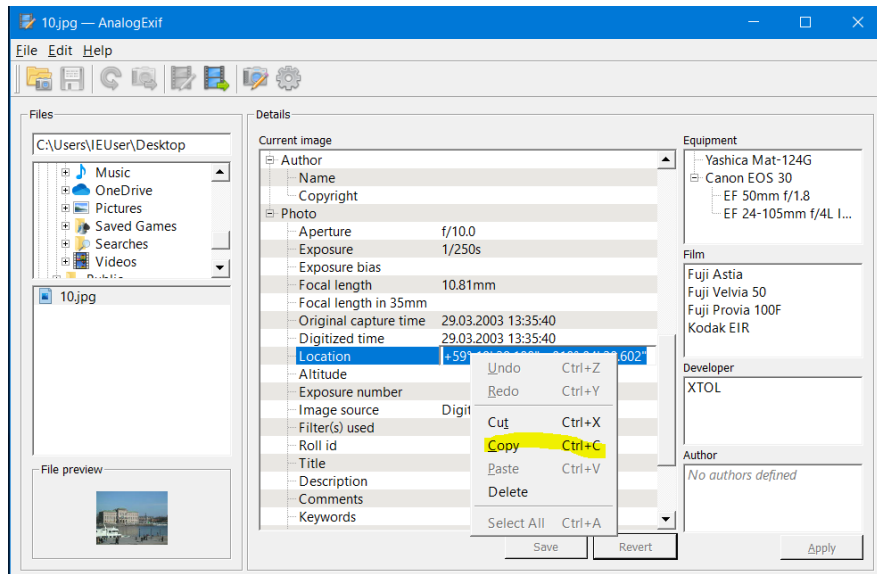 10.jpg — AnalogExif
File Edit Help
Files
C:\Users\IEUser\Desktop
Music
OneDrive
Pictures
Saved Games
Searches
Videos
10.jpg
File preview
Details
Current image
Author
Name
Copyright
Photo
Aperture f/10.0
Exposure 1/250s
Exposure bias
Focal length 10.81mm
Focal length in 35mm
Original capture time 29.03.2003 13:35:40
Digitized time 29.03.2003 13:35:40
Location
Altitude
Exposure number
Image source Digit
Filter(s) used
Roll id
Title
Description
Comments
Keywords
Undo Ctrl+Z
Redo Ctrl+Y
Cut Ctrl+X
Copy Ctrl+C
Paste Ctrl+V
Delete
Select All Ctrl+A
Save Revert
Equipment
Yashica Mat-124G
Canon EOS 30
EF 50mm f/1.8
EF 24-105mm f/4L I...
Film
Fuji Astia
Fuji Velvia 50
Fuji Provia 100F
Kodak EIR
Developer
XTOL
Author
No authors defined
Apply